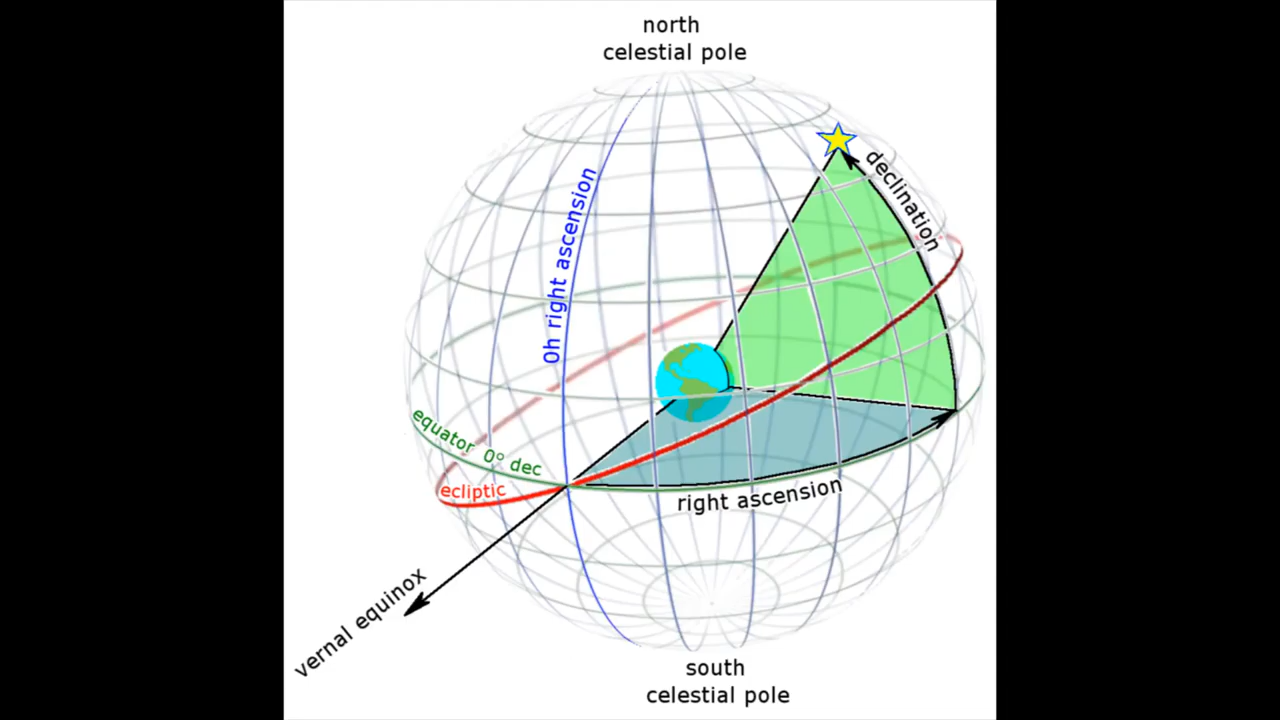 north
celestial pole
declination
0h right ascension
equator 0° dec
ecliptic
right ascension
vernal equinox
south
celestial pole